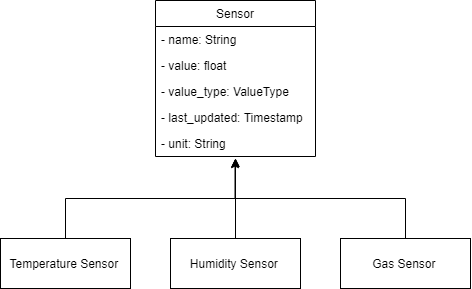 Sensor
- name: String
- value: float
- value_type: ValueType
- last_updated: Timestamp
- unit: String
Temperature Sensor
Humidity Sensor
Gas Sensor